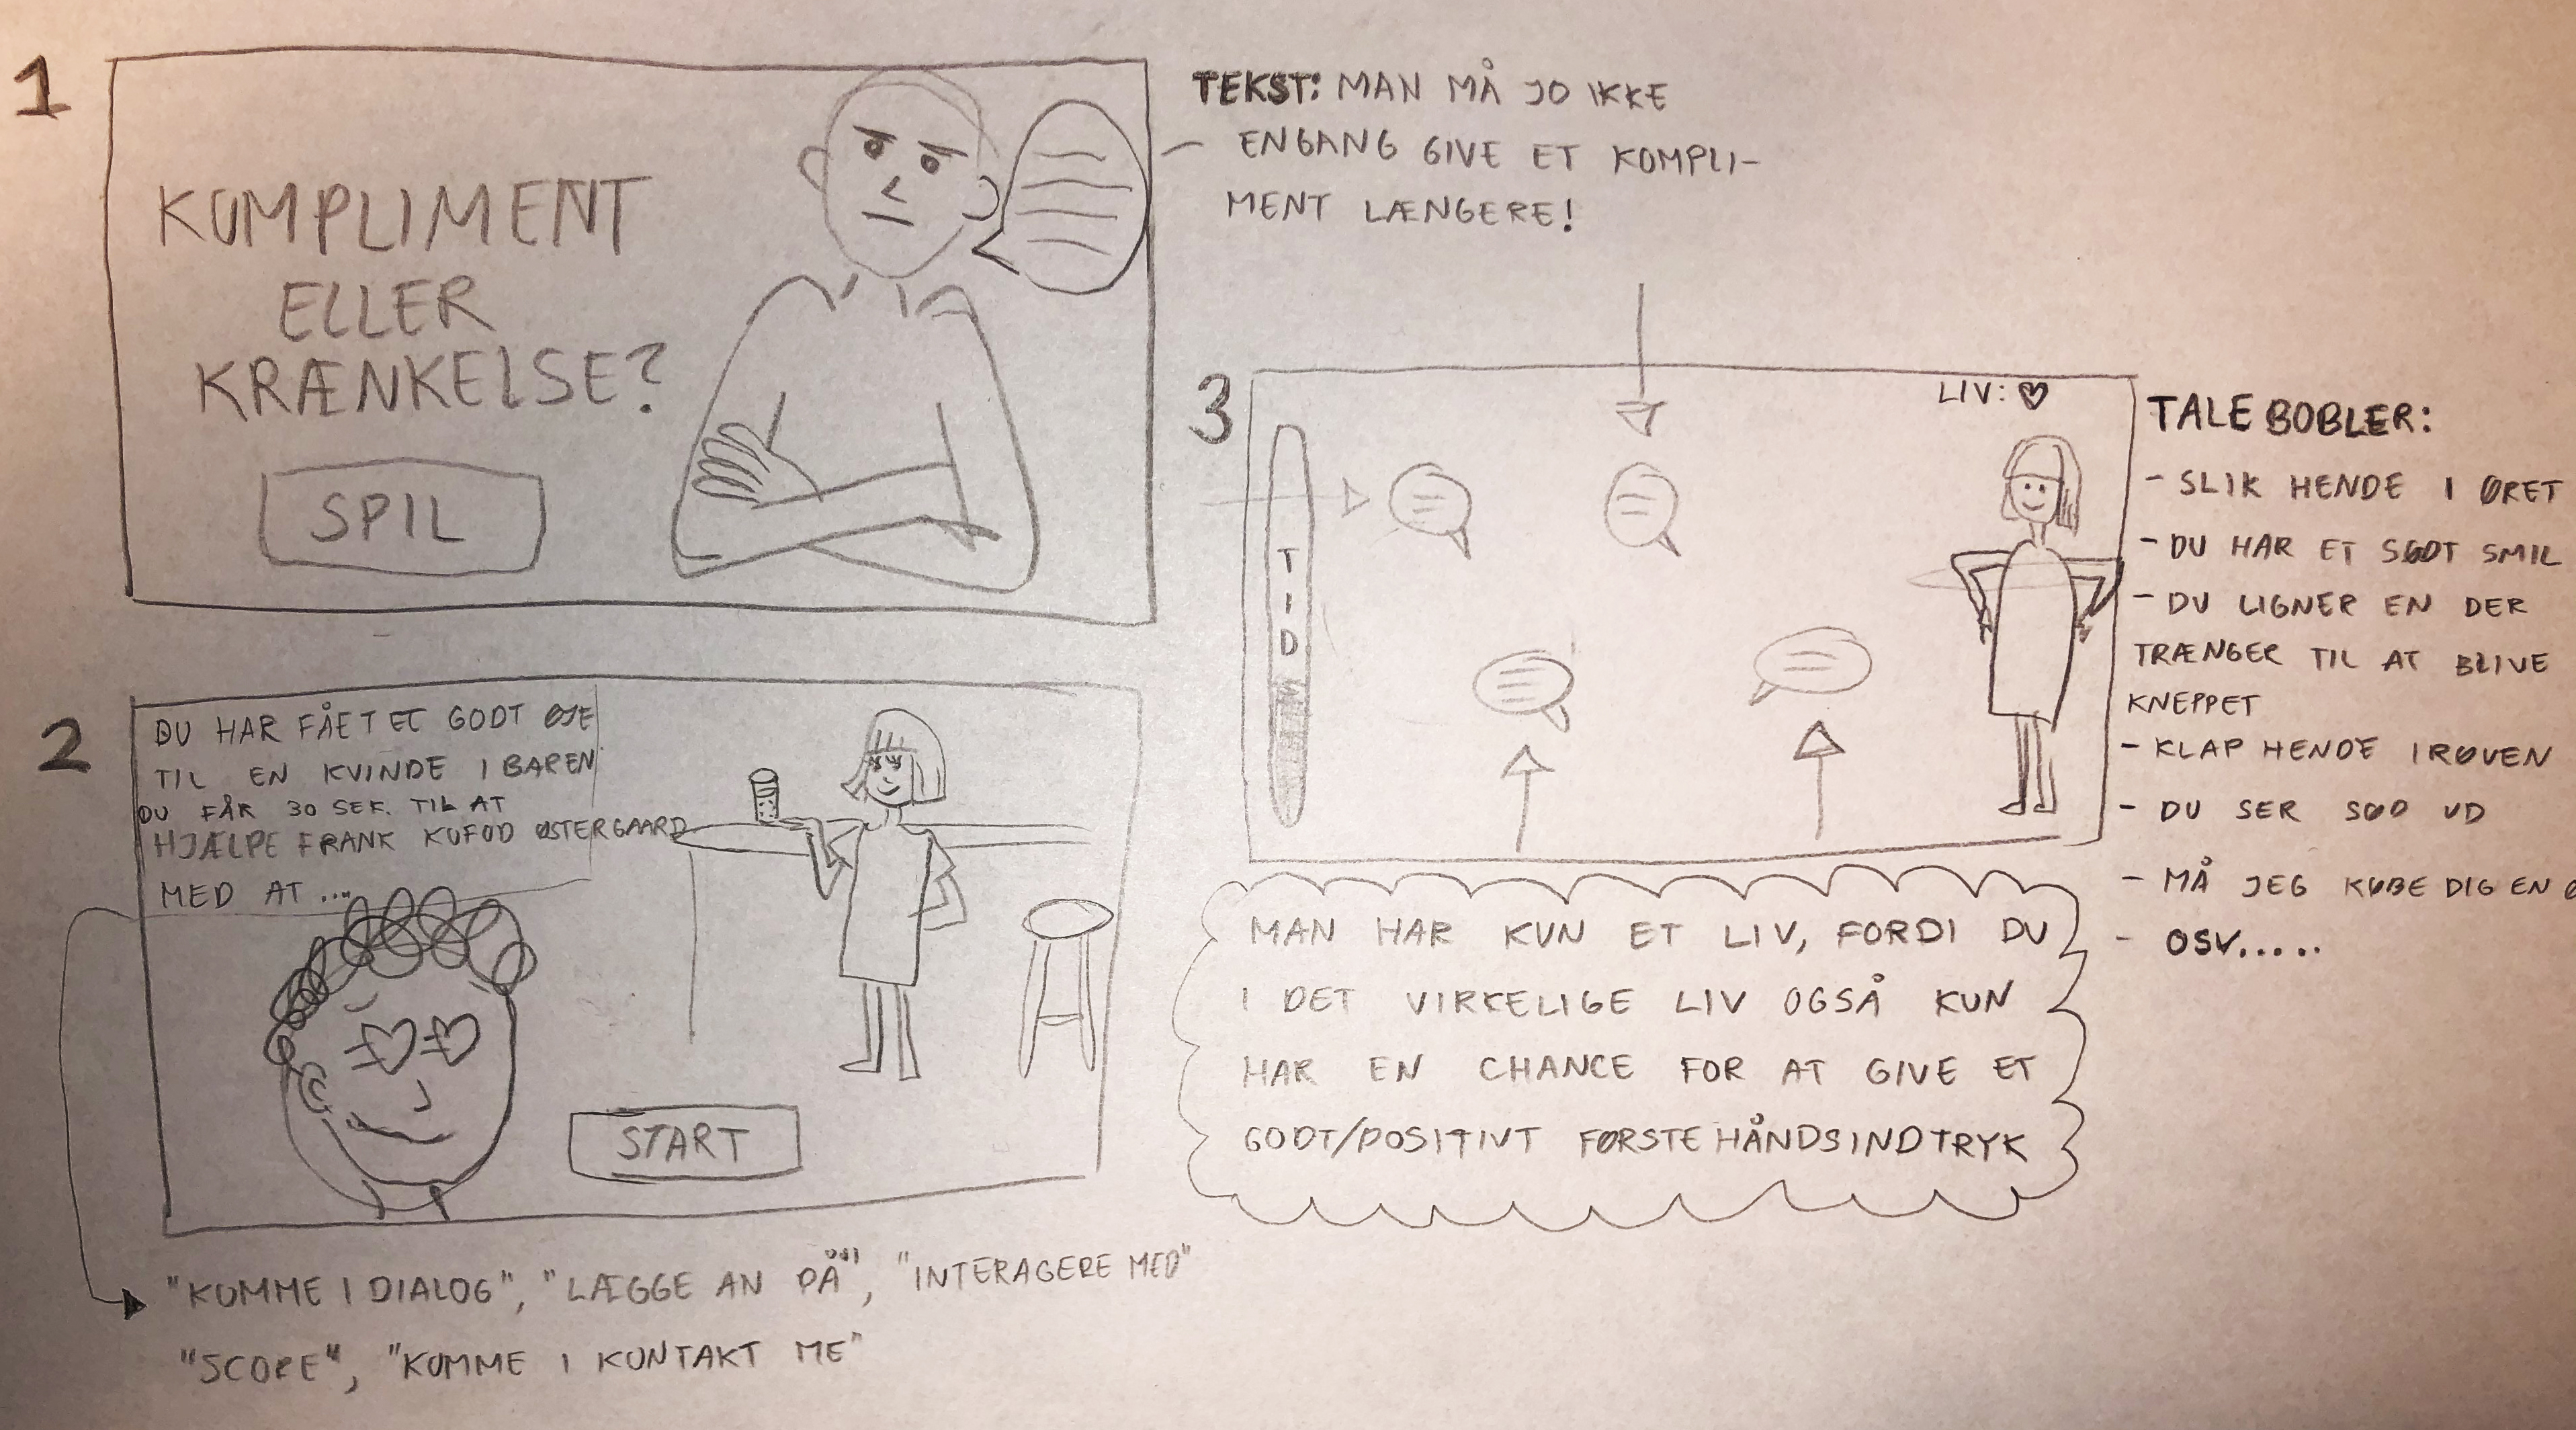 1
KOMPLIMENT
ELLER
KRÆNKELSE?
SPIL
TEKST: MAN MÅ JO IKKE
ENGANG GIVE ET KOMPLI-
MENT LÆNGERE!
2
DU HAR FÅET ET GODT ØJE
TIL EN KVINDE I BAREN
DU FÅR 30 SEK. TIL AT
HJÆLPE FRANK KOFOD ØSTERGAARD
MED AT ...
START
"KOMME I DIALOG", "LÆGGE AN PÅ", "INTERAGERE MED"
"SCORE", "KOMME I KONTAKT ME"
3
LIV: ♡
TID
TALEBOBLER:
- SLIK HENDE I ØRET
- DU HAR ET SØDT SMIL
- DU LIGNER EN DER
TRÆNGER TIL AT BLIVE
KNEPPET
- KLAP HENDE I RØVEN
- DU SER SØD UD
- MÅ JEG KØBE DIG EN
- OSV.....
MAN HAR KUN ET LIV, FORDI DU
I DET VIRKELIGE LIV OGSÅ KUN
HAR EN CHANCE FOR AT GIVE ET
GODT/POSITIVT FØRSTEHÅNDSINDTRYK